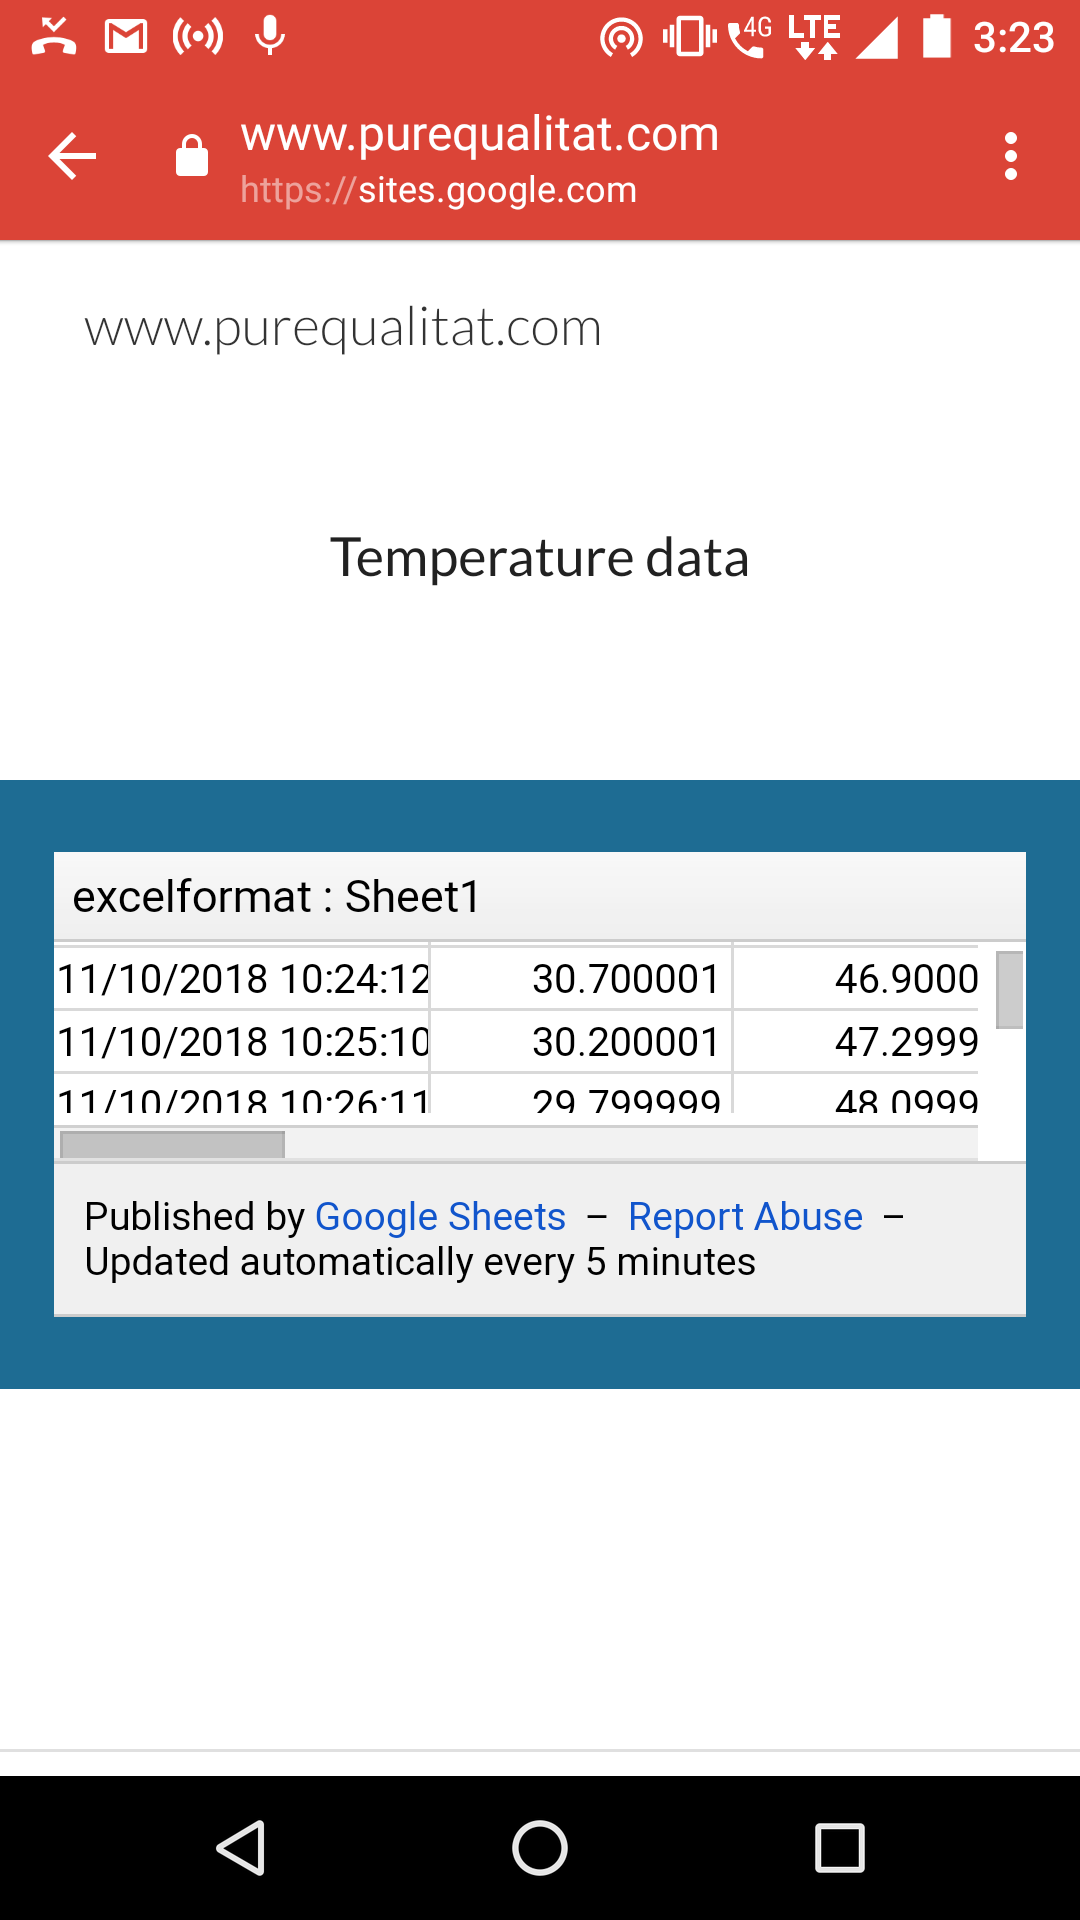 4G LTE 3:23
www.purequalitat.com
https://sites.google.com
www.purequalitat.com
Temperature data
excelformat : Sheet1
11/10/2018 10:24:12 30.700001 46.9000
11/10/2018 10:25:10 30.200001 47.2999
11/10/2018 10:26:11 29.799999 48.0999
Published by Google Sheets – Report Abuse –
Updated automatically every 5 minutes